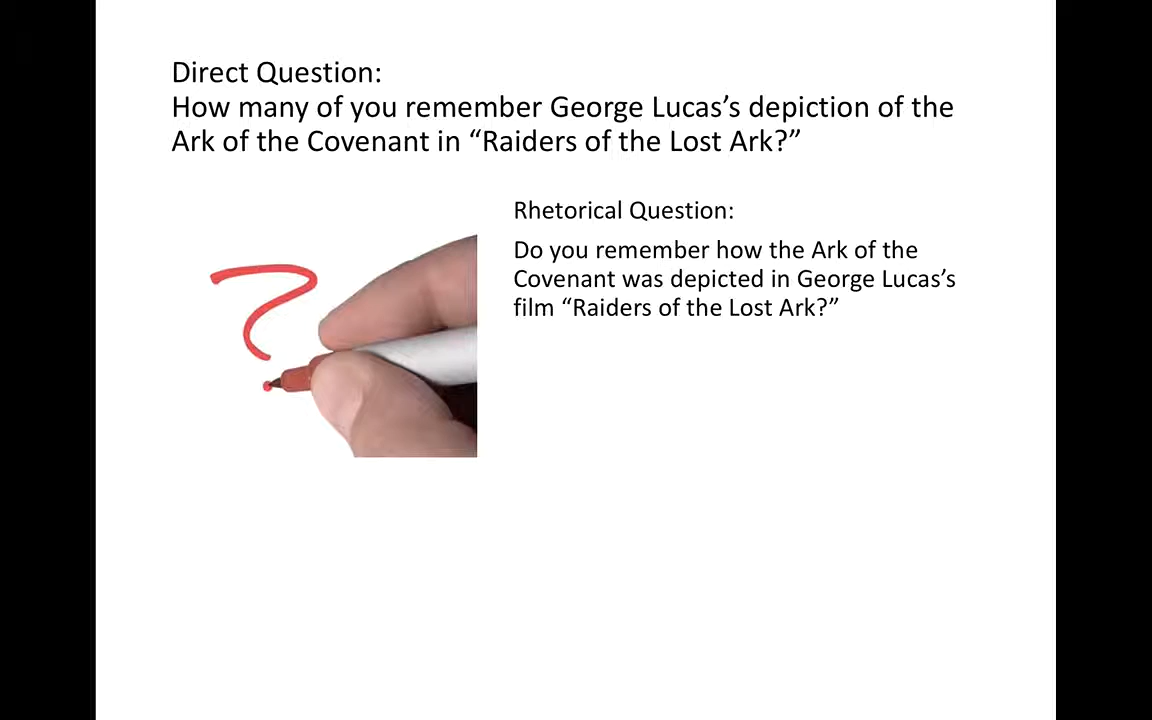 Direct Question:
How many of you remember George Lucas’s depiction of the
Ark of the Covenant in “Raiders of the Lost Ark?”
Rhetorical Question:
Do you remember how the Ark of the
Covenant was depicted in George Lucas’s
film “Raiders of the Lost Ark?”
?